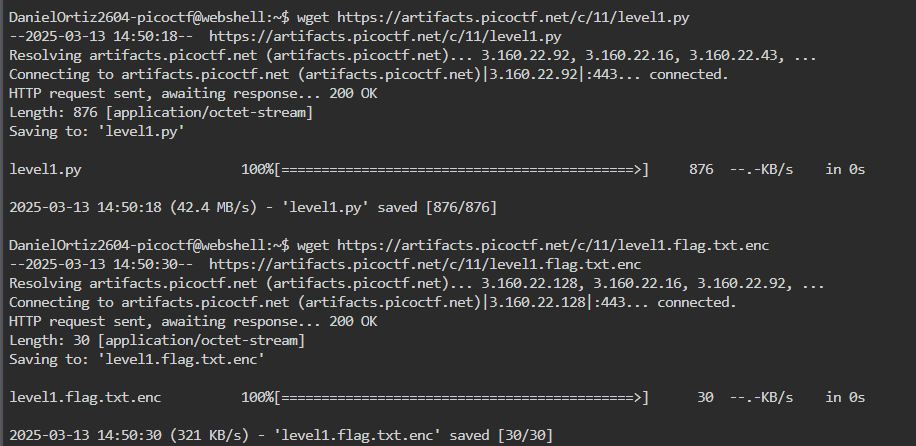 DanielOrtiz2604-picoctf@webshell:~$ wget https://artifacts.picoctf.net/c/11/level1.py
--2025-03-13 14:50:18--  https://artifacts.picoctf.net/c/11/level1.py
Resolving artifacts.picoctf.net (artifacts.picoctf.net)... 3.160.22.92, 3.160.22.16, 3.160.22.43, ...
Connecting to artifacts.picoctf.net (artifacts.picoctf.net)|3.160.22.92|:443... connected.
HTTP request sent, awaiting response... 200 OK
Length: 876 [application/octet-stream]
Saving to: 'level1.py'
level1.py                    100%[============================================>]     876  --.-KB/s    in 0s
2025-03-13 14:50:18 (42.4 MB/s) - 'level1.py' saved [876/876]
DanielOrtiz2604-picoctf@webshell:~$ wget https://artifacts.picoctf.net/c/11/level1.flag.txt.enc
--2025-03-13 14:50:30--  https://artifacts.picoctf.net/c/11/level1.flag.txt.enc
Resolving artifacts.picoctf.net (artifacts.picoctf.net)... 3.160.22.128, 3.160.22.16, 3.160.22.92, ...
Connecting to artifacts.picoctf.net (artifacts.picoctf.net)|3.160.22.128|:443... connected.
HTTP request sent, awaiting response... 200 OK
Length: 30 [application/octet-stream]
Saving to: 'level1.flag.txt.enc'
level1.flag.txt.enc          100%[============================================>]      30  --.-KB/s    in 0s
2025-03-13 14:50:30 (321 KB/s) - 'level1.flag.txt.enc' saved [30/30]